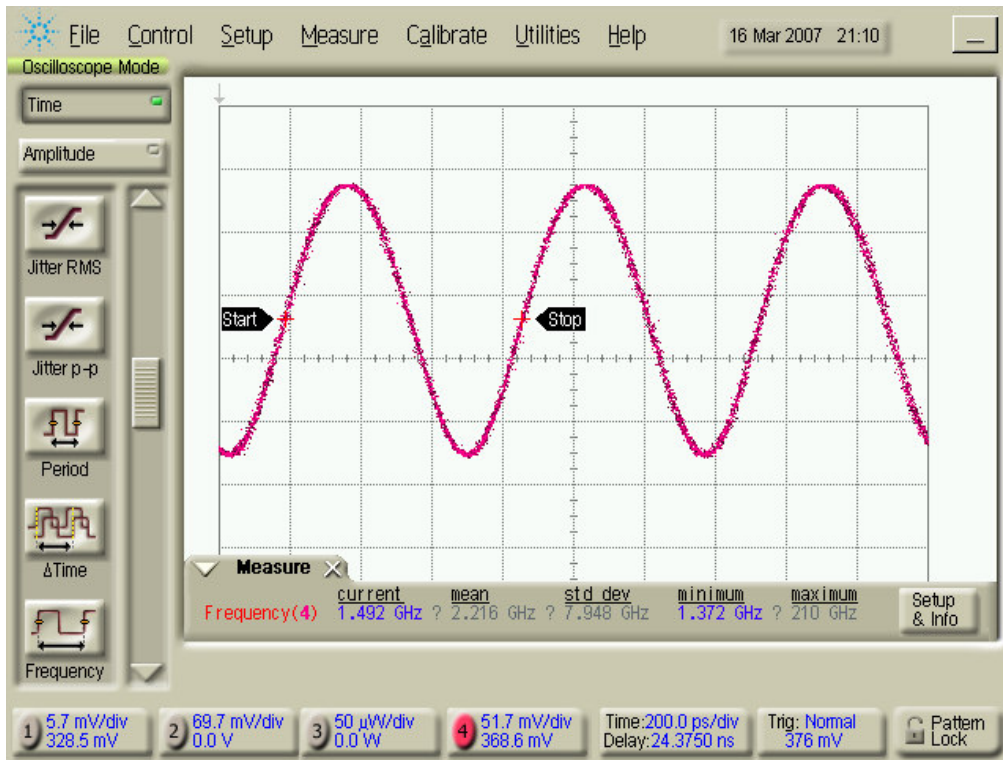 File Control Setup Measure Calibrate Utilities Help 16 Mar 2007 21:10
Oscilloscope Mode
Time
Amplitude
Jitter RMS
Start Stop
Jitter p-p
Period
ΔTime
Measure
current mean std dev minimum maximum
Frequency(4) 1.492 GHz ? 2.216 GHz ? 7.948 GHz 1.372 GHz ? 210 GHz
Setup
& Info
Frequency
1 5.7 mV/div
328.5 mV
2 69.7 mV/div
0.0 V
3 50 µW/div
0.0 W
4 51.7 mV/div
368.6 mV
Time:200.0 ps/div
Delay:24.3750 ns
Trig: Normal
376 mV
Pattern
Lock